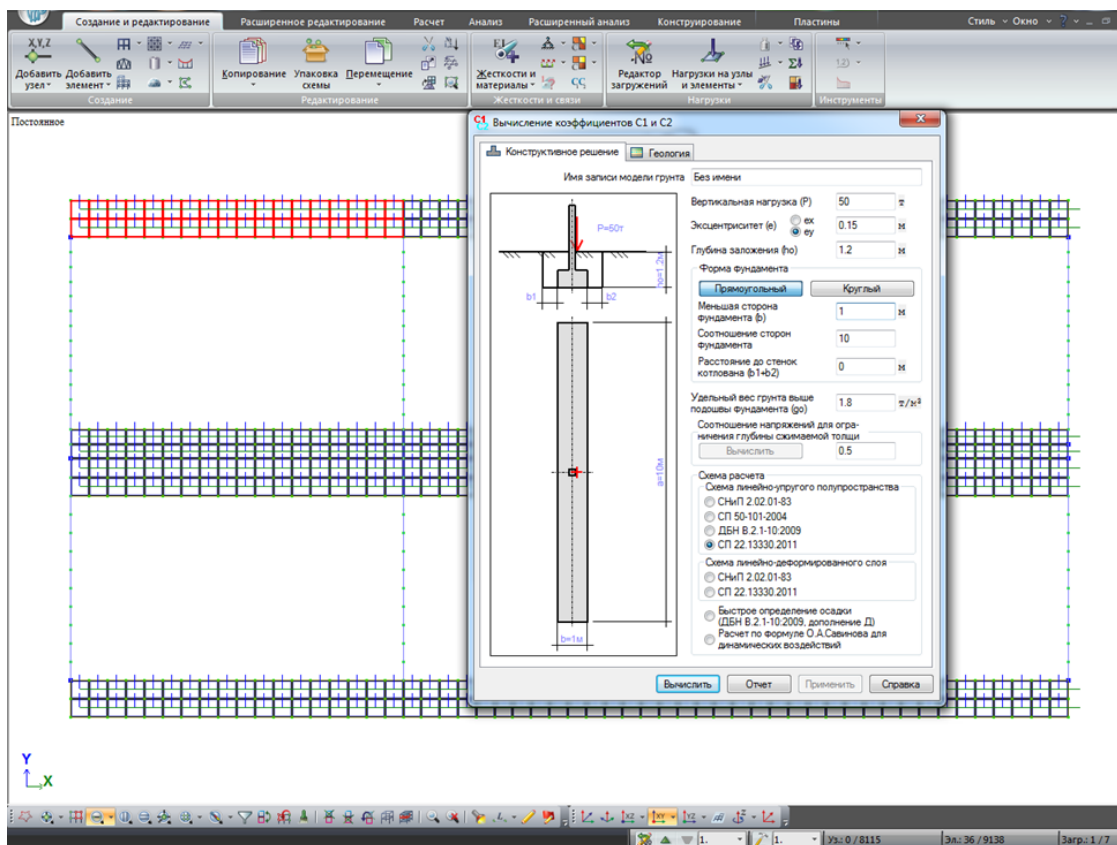 Создание и редактирование Расширенное редактирование Расчет Анализ Расширенный анализ Конструирование Пластины Стиль Окно
X,Y,Z
Добавить узел
Добавить элемент
Копирование
Упаковка схемы
Перемещение
Жесткости и материалы
Редактор загружений
Нагрузки на узлы и элементы
Создание Редактирование Жесткости и связи Нагрузки Инструменты
Постоянное
C1 Вычисление коэффициентов C1 и C2
Конструктивное решение Геология
Имя записи модели грунта Без имени
Вертикальная нагрузка (P) 50 т
Эксцентриситет (e) ex ey 0.15 м
Глубина заложения (ho) 1.2 м
Форма фундамента
Прямоугольный Круглый
Меньшая сторона
фундамента (b) 1 м
Соотношение сторон
фундамента 10
Расстояние до стенок
котлована (b1+b2) 0 м
Удельный вес грунта выше
подошвы фундамента (go) 1.8 т/м³
Соотношение напряжений для огра-
ничения глубины сжимаемой толщи
Вычислить 0.5
Схема расчета
Схема линейно-упругого полупространства
СНиП 2.02.01-83
СП 50-101-2004
ДБН В.2.1-10:2009
СП 22.13330.2011
Схема линейно-деформированного слоя
СНиП 2.02.01-83
СП 22.13330.2011
Быстрое определение осадки
(ДБН В.2.1-10:2009, дополнение Д)
Расчет по формуле О.А.Савинова для
динамических воздействий
P=50т
ho=1.2м
b1 b2
a=10м
b=1м
Вычислить Отчет Применить Справка
Y
X
1. 1. Уз.: 0 / 8115 Эл.: 36 / 9138 Загр.: 1 / 7